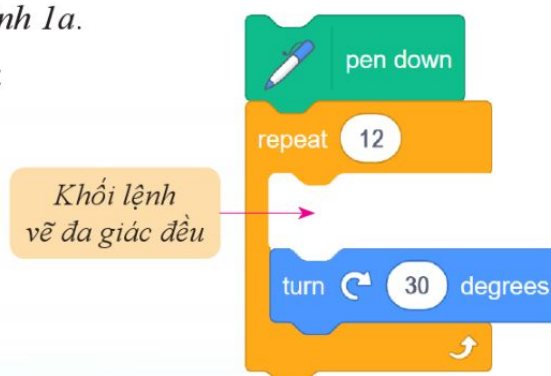 nh 1a.
pen down
repeat 12
Khối lệnh
vẽ đa giác đều
turn 30 degrees